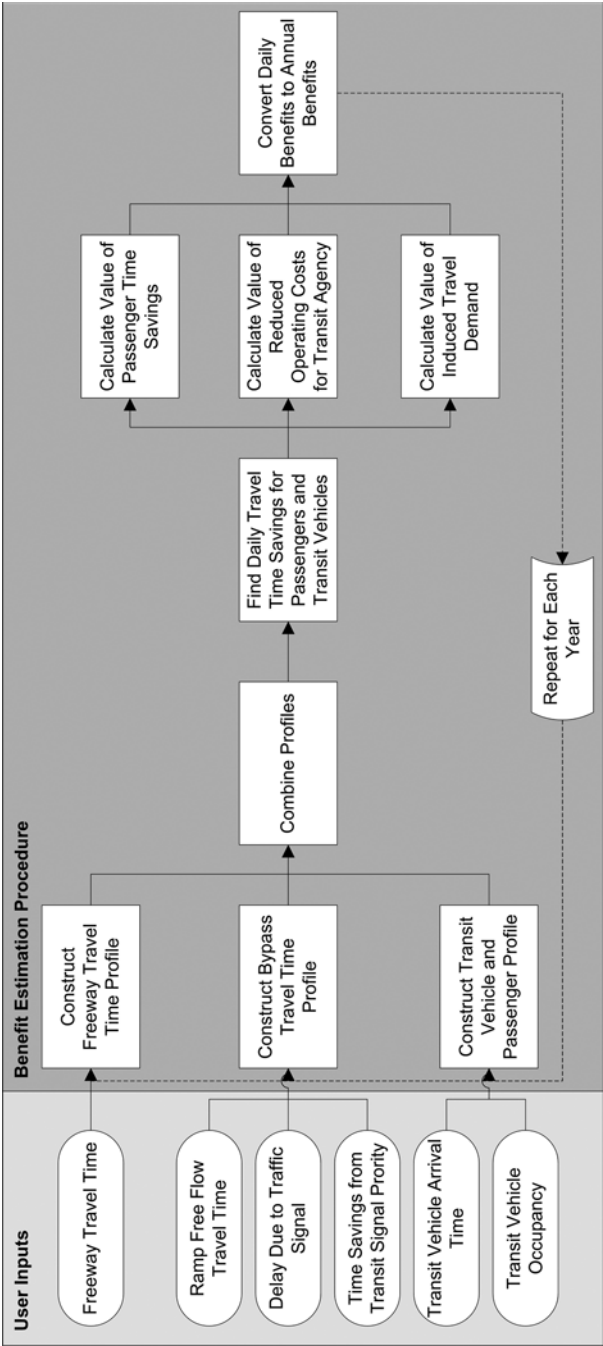 User Inputs
Freeway Travel Time
Ramp Free Flow
Travel Time
Delay Due to Traffic
Signal
Time Savings from
Transit Signal Prority
Transit Vehicle Arrival
Time
Transit Vehicle
Occupancy
Benefit Estimation Procedure
Construct
Freeway Travel
Time Profile
Construct Bypass
Travel Time
Profile
Construct Transit
Vehicle and
Passenger Profile
Combine Profiles
Find Daily Travel
Time Savings for
Passengers and
Transit Vehicles
Calculate Value of
Passenger Time
Savings
Calculate Value of
Reduced
Operating Costs
for Transit Agency
Calculate Value of
Induced Travel
Demand
Convert Daily
Benefits to Annual
Benefits
Repeat for Each
Year